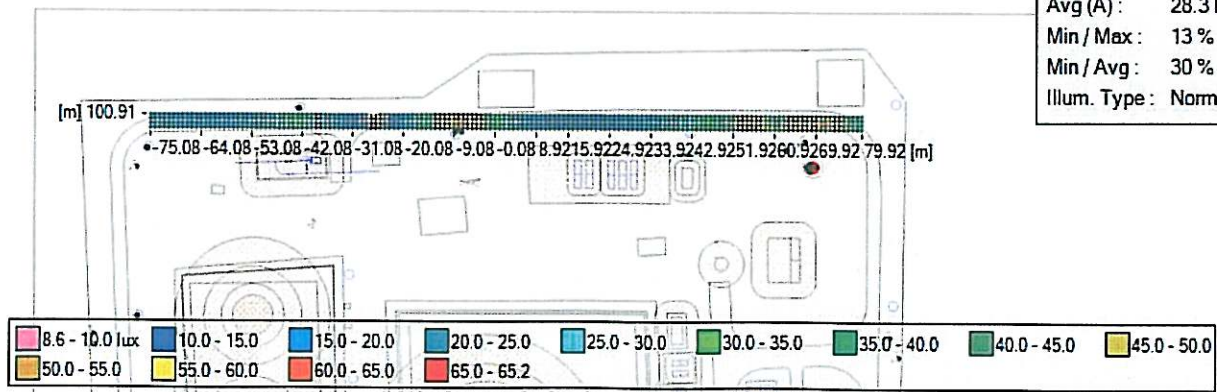 Avg (A) : 28.3
Min / Max : 13 %
Min / Avg : 30 %
Illum. Type : Norm
[m] 100.91
-75.08 -64.08 -53.08 -42.08 -31.08 -20.08 -9.08 -0.08 8.92 15.92 24.92 33.92 42.92 51.92 60.92 69.92 79.92 [m]
8.6 - 10.0 lux 10.0 - 15.0 15.0 - 20.0 20.0 - 25.0 25.0 - 30.0 30.0 - 35.0 35.0 - 40.0 40.0 - 45.0 45.0 - 50.0
50.0 - 55.0 55.0 - 60.0 60.0 - 65.0 65.0 - 65.2